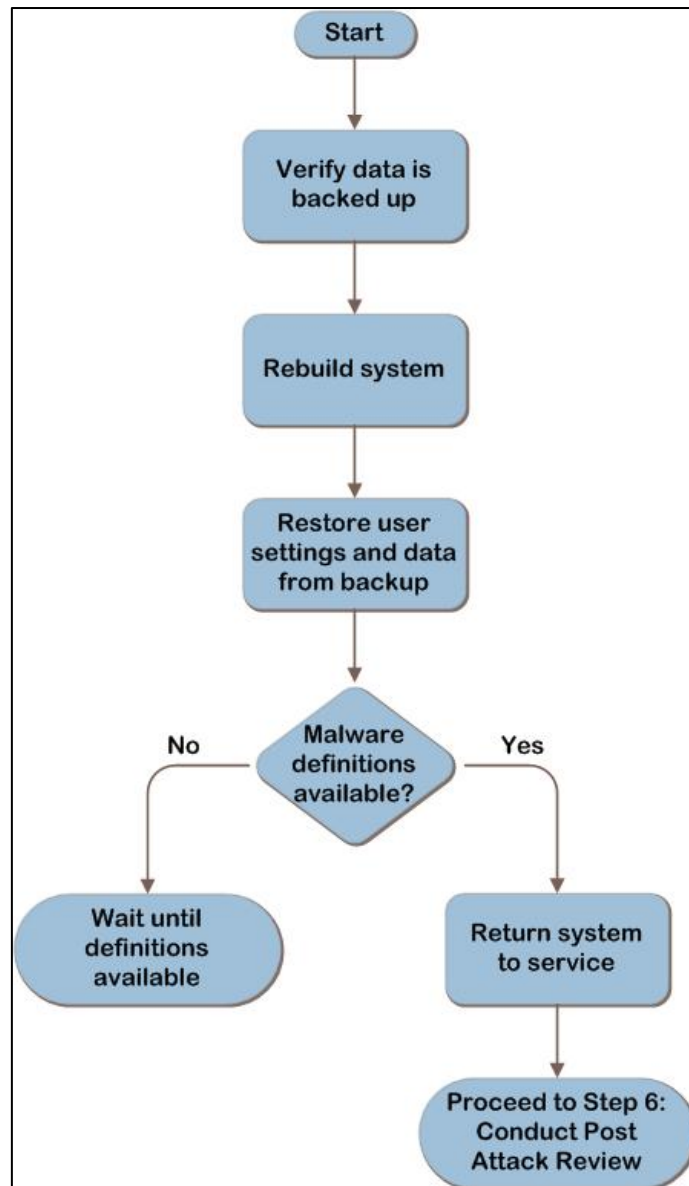 Start
Verify data is
backed up
Rebuild system
Restore user
settings and data
from backup
Malware
definitions
available?
No
Yes
Wait until
definitions
available
Return system
to service
Proceed to Step 6:
Conduct Post
Attack Review